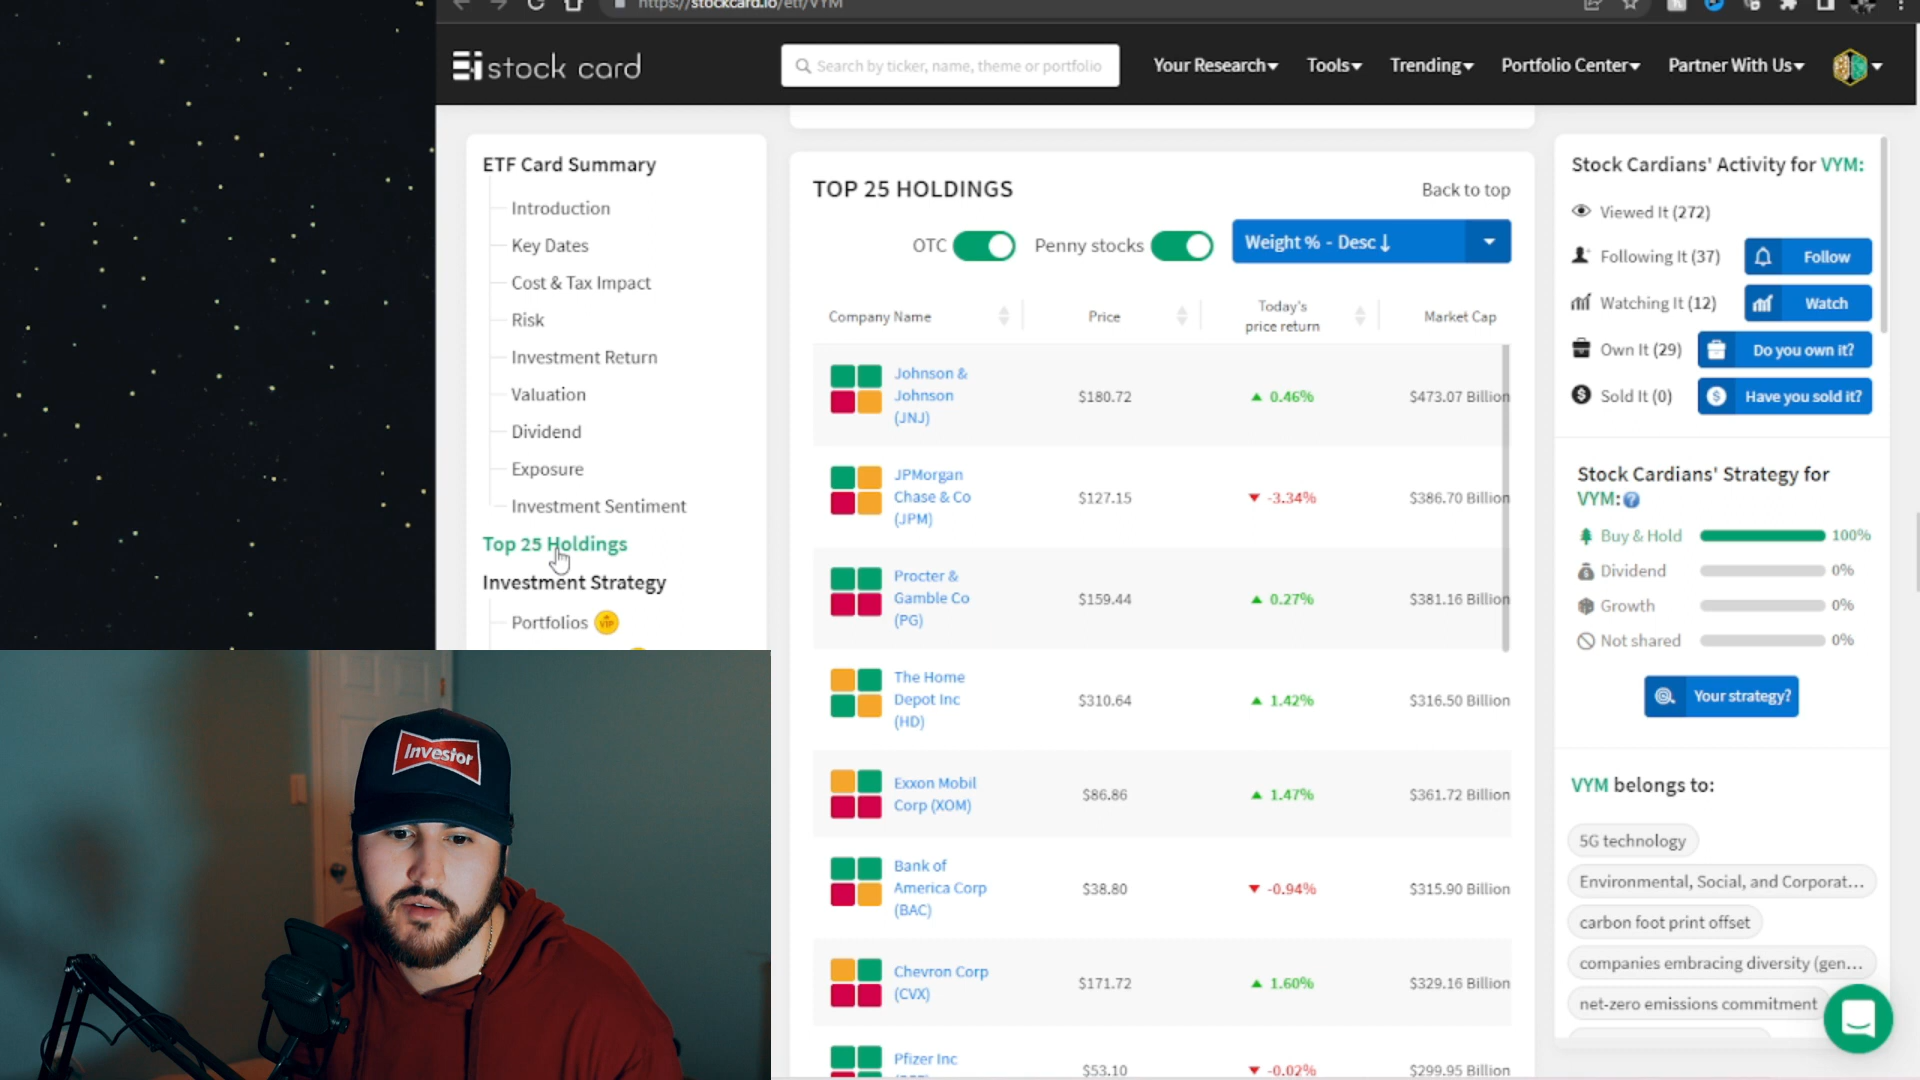 https://stockcard.io/etf/VYM
stock card
Search by ticker, name, theme or portfolio
Your Research
Tools
Trending
Portfolio Center
Partner With Us
ETF Card Summary
Introduction
Key Dates
Cost & Tax Impact
Risk
Investment Return
Valuation
Dividend
Exposure
Investment Sentiment
Top 25 Holdings
Investment Strategy
Portfolios
VIP
TOP 25 HOLDINGS
Back to top
OTC
Penny stocks
Weight % - Desc ↓
Company Name
Price
Today's
price return
Market Cap
Johnson &
Johnson
(JNJ)
$180.72
0.46%
$473.07 Billion
JPMorgan
Chase & Co
(JPM)
$127.15
-3.34%
$386.70 Billion
Procter &
Gamble Co
(PG)
$159.44
0.27%
$381.16 Billion
The Home
Depot Inc
(HD)
$310.64
1.42%
$316.50 Billion
Exxon Mobil
Corp (XOM)
$86.86
1.47%
$361.72 Billion
Bank of
America Corp
(BAC)
$38.80
-0.94%
$315.90 Billion
Chevron Corp
(CVX)
$171.72
1.60%
$329.16 Billion
Pfizer Inc
$53.10
-0.02%
$299.95 Billion
Stock Cardians' Activity for VYM:
Viewed It (272)
Following It (37)
Follow
Watching It (12)
Watch
Own It (29)
Do you own it?
Sold It (0)
Have you sold it?
Stock Cardians' Strategy for
VYM:
Buy & Hold
100%
Dividend
0%
Growth
0%
Not shared
0%
Your strategy?
VYM belongs to:
5G technology
Environmental, Social, and Corporat...
carbon foot print offset
companies embracing diversity (gen...
net-zero emissions commitment
Investor